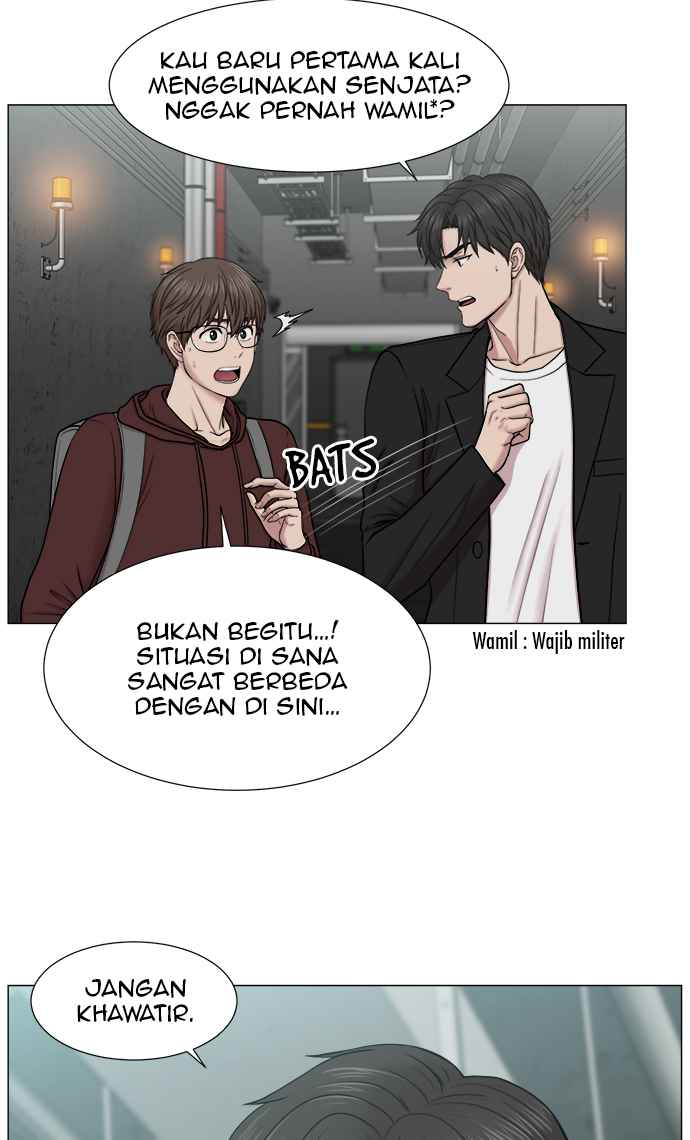 KAU BARU PERTAMA KALI
MENGGUNAKAN SENJATA?
NGGAK PERNAH WAMIL*?
BATS
BUKAN BEGITU...!
SITUASI DI SANA
SANGAT BERBEDA
DENGAN DI SINI...
Wamil : Wajib militer
JANGAN
KHAWATIR.